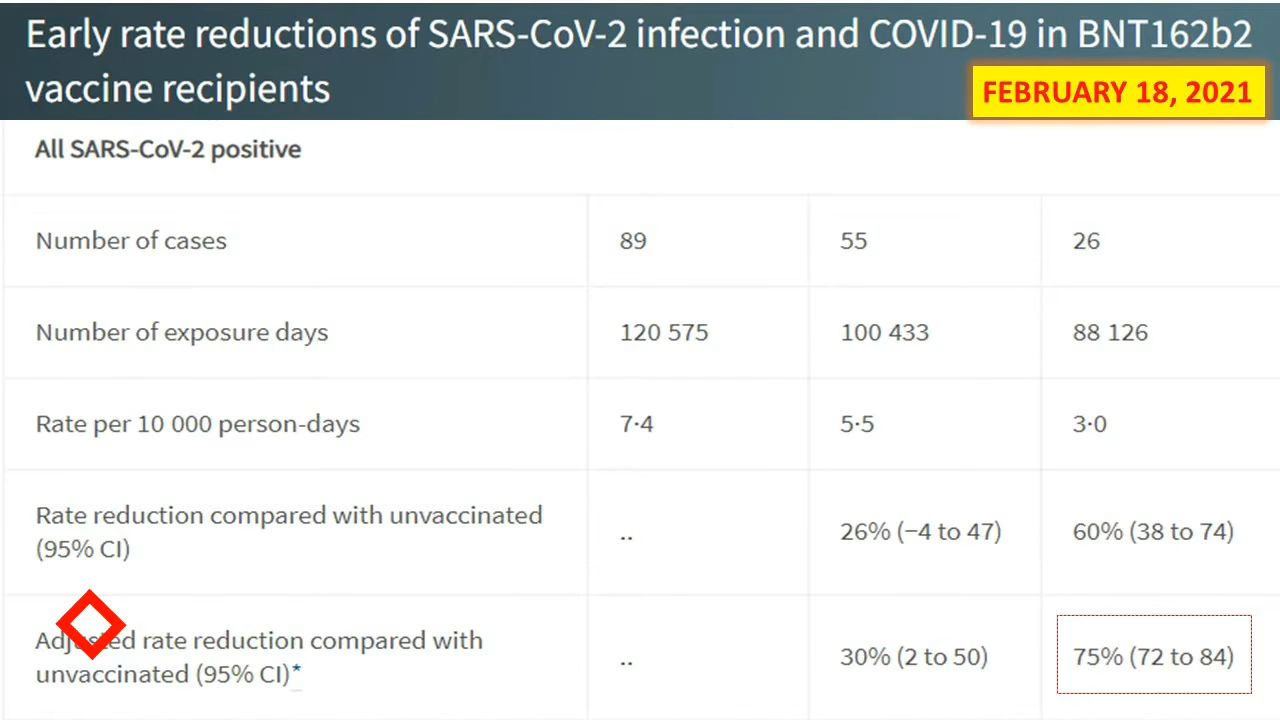 Early rate reductions of SARS-CoV-2 infection and COVID-19 in BNT162b2
vaccine recipients
FEBRUARY 18, 2021
All SARS-CoV-2 positive
Number of cases 89 55 26
Number of exposure days 120 575 100 433 88 126
Rate per 10 000 person-days 7·4 5·5 3·0
Rate reduction compared with unvaccinated
(95% CI) .. 26% (−4 to 47) 60% (38 to 74)
Adjusted rate reduction compared with
unvaccinated (95% CI)* .. 30% (2 to 50) 75% (72 to 84)